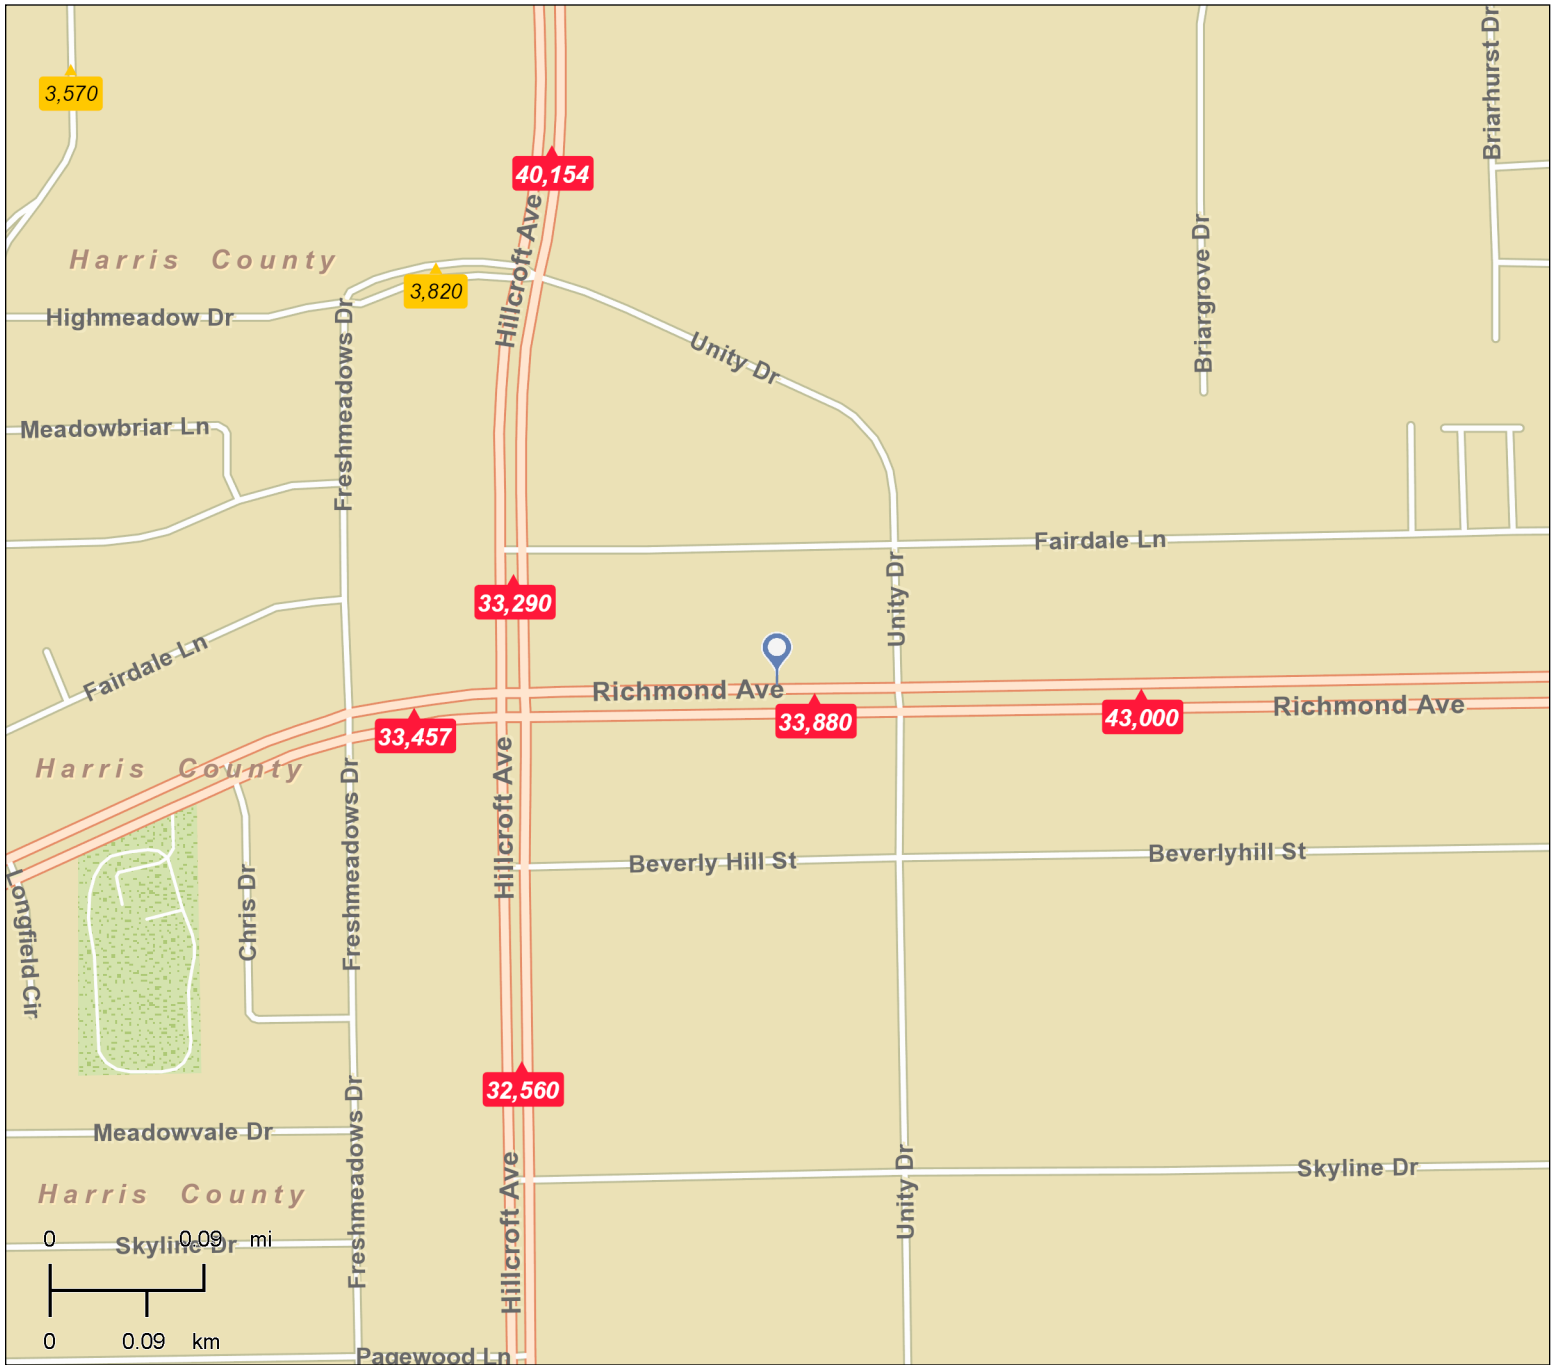 Briarhurst Dr
3,570
40,154
Hillcroft Ave
Harris County
3,820
Highmeadow Dr
Freshmeadows Dr
Unity Dr
Briargrove Dr
Meadowbriar Ln
Fairdale Ln
33,290
Unity Dr
Fairdale Ln
Richmond Ave
33,880
43,000
Richmond Ave
33,457
Harris County
Hillcroft Ave
Freshmeadows Dr
Beverly Hill St
Beverlyhill St
Chris Dr
Longfield Cir
32,560
Meadowvale Dr
Freshmeadows Dr
Hillcroft Ave
Unity Dr
Skyline Dr
Harris County
0 0.09 mi
Skyline Dr
0 0.09 km
Pagewood Ln